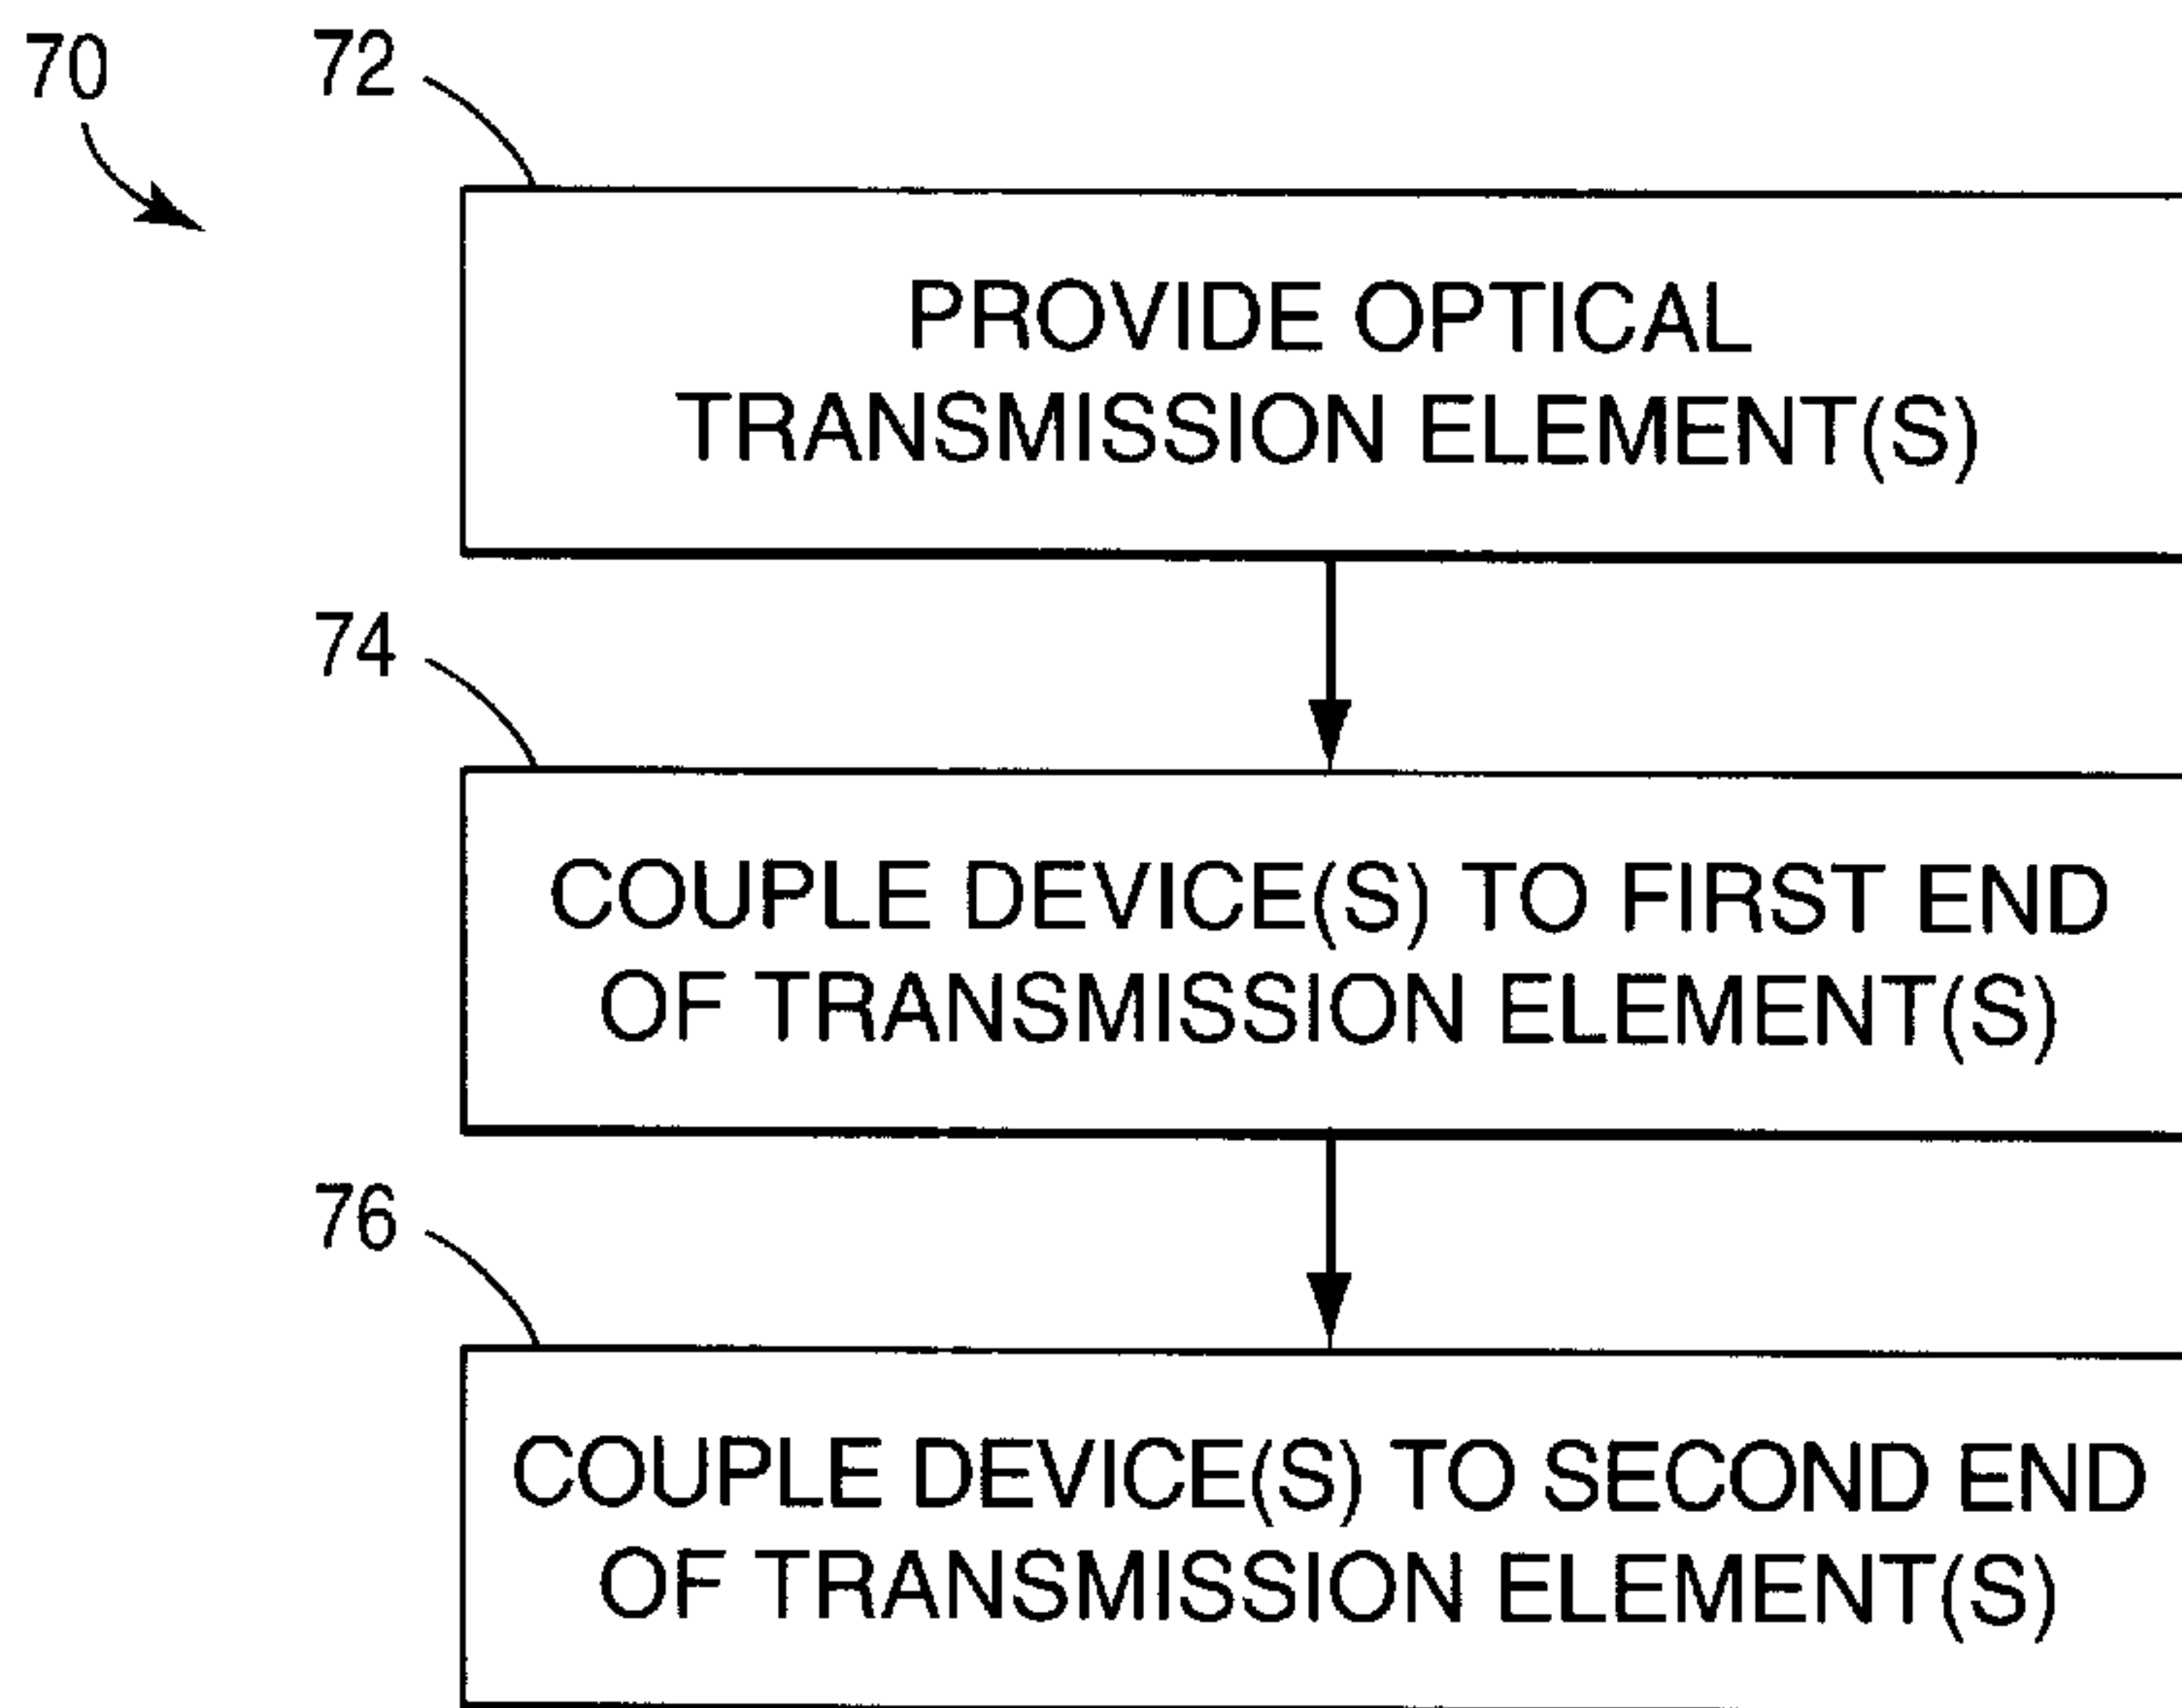 70
72
PROVIDE OPTICAL
TRANSMISSION ELEMENT(S)
74
COUPLE DEVICE(S) TO FIRST END
OF TRANSMISSION ELEMENT(S)
76
COUPLE DEVICE(S) TO SECOND END
OF TRANSMISSION ELEMENT(S)